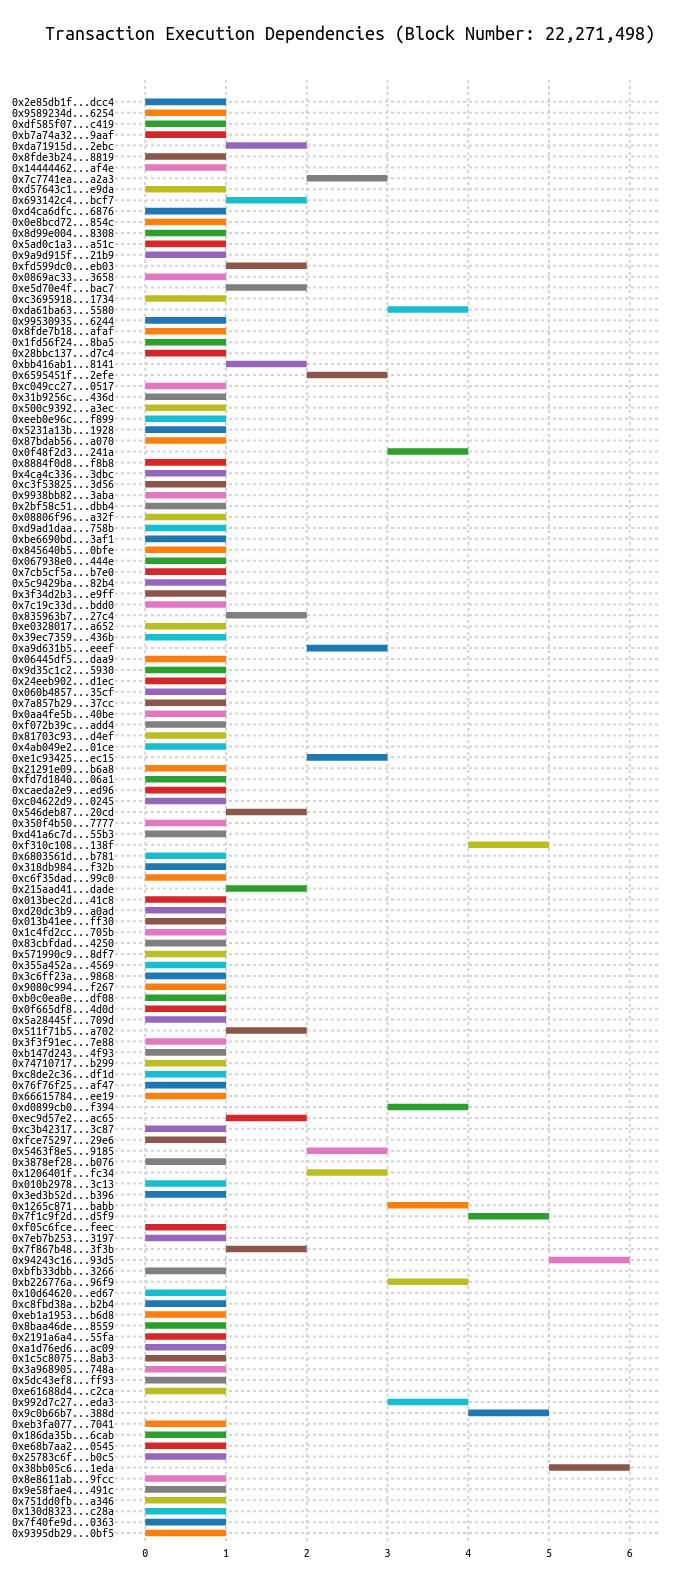 Transaction Execution Dependencies (Block Number: 22,271,498)
0x2e85db1f...dcc4
0x9589234d...6254
0xdf585f07...c419
0xb7a74a32...9aaf
0xda71915d...2ebc
0x8fde3b24...8819
0x14444462...af4e
0x7c7741ea...a2a3
0xd57643c1...e9da
0x693142c4...bcf7
0xd4ca6dfc...6876
0x0e8bcd72...854c
0x8d99e004...8308
0x5ad0c1a3...a51c
0x9a9d915f...21b9
0xfd599dc0...eb03
0x0869ac33...3658
0xe5d70e4f...bac7
0xc3695918...1734
0xda61ba63...5580
0x99530935...6244
0x8fde7b18...afaf
0x1fd56f24...8ba5
0x28bbc137...d7c4
0xbb416ab1...8141
0x6595451f...2efe
0xc049cc27...0517
0x31b9256c...436d
0x500c9392...a3ec
0xeeb0e96c...f899
0x5231a13b...1928
0x87bdab56...a070
0x0f48f2d3...241a
0x8884f0d8...f8b8
0x4ca4c336...3dbc
0xc3f53825...3d56
0x9938bb82...3aba
0x2bf58c51...dbb4
0x08806f96...a32f
0xd9ad1daa...758b
0xbe6690bd...3af1
0x845640b5...0bfe
0x067938e0...444e
0x7cb5cf5a...b7e0
0x5c9429ba...82b4
0x3f34d2b3...e9ff
0x7c19c33d...bdd0
0x835963b7...27c4
0xe0328017...a652
0x39ec7359...436b
0xa9d631b5...eeef
0x06445df5...daa9
0x9d35c1c2...5930
0x24eeb902...d1ec
0x060b4857...35cf
0x7a857b29...37cc
0x0aa4fe5b...40be
0xf072b39c...add4
0x81703c93...d4ef
0x4ab049e2...01ce
0xe1c93425...ec15
0x21291e09...b6a8
0xfd7d1840...06a1
0xcaeda2e9...ed96
0xc04622d9...0245
0x546deb87...20cd
0x350f4b50...7777
0xd41a6c7d...55b3
0xf310c108...138f
0x6803561d...b781
0x318db984...f32b
0xc6f35dad...99c0
0x215aad41...dade
0x013bec2d...41c8
0xd20dc3b9...a0ad
0x013b41ee...ff30
0x1c4fd2cc...705b
0x83cbfdad...4250
0x571990c9...8df7
0x355a452a...4569
0x3c6ff23a...9868
0x9080c994...f267
0xb0c0ea0e...df08
0x0f665df8...4d0d
0x5a28445f...709d
0x511f71b5...a702
0x3f3f91ec...7e88
0xb147d243...4f93
0x74710717...b299
0xc8de2c36...df1d
0x76f76f25...af47
0x66615784...ee19
0xd0899cb0...f394
0xec9d57e2...ac65
0xc3b42317...3c87
0xfce75297...29e6
0x5463f8e5...9185
0x3878ef28...b076
0x1206401f...fc34
0x010b2978...3c13
0x3ed3b52d...b396
0x1265c871...babb
0x7f1c9f2d...d5f9
0xf05c6fce...feec
0x7eb7b253...3197
0x7f867b48...3f3b
0x94243c16...93d5
0xbfb33dbb...3266
0xb226776a...96f9
0x10d64620...ed67
0xc8fbd38a...b2b4
0xeb1a1953...b6d8
0x8baa46de...8559
0x2191a6a4...55fa
0xa1d76ed6...ac09
0x1c5c8075...8ab3
0x3a968905...748a
0x5dc43ef8...ff93
0xe61688d4...c2ca
0x992d7c27...eda3
0x9c0b66b7...388d
0xeb3fa077...7041
0x186da35b...6cab
0xe68b7aa2...0545
0x25783c6f...b0c5
0x38bb05c6...1eda
0x8e8611ab...9fcc
0x9e58fae4...491c
0x751dd0fb...a346
0x130d8323...c28a
0x7f40fe9d...0363
0x9395db29...0bf5
0 1 2 3 4 5 6